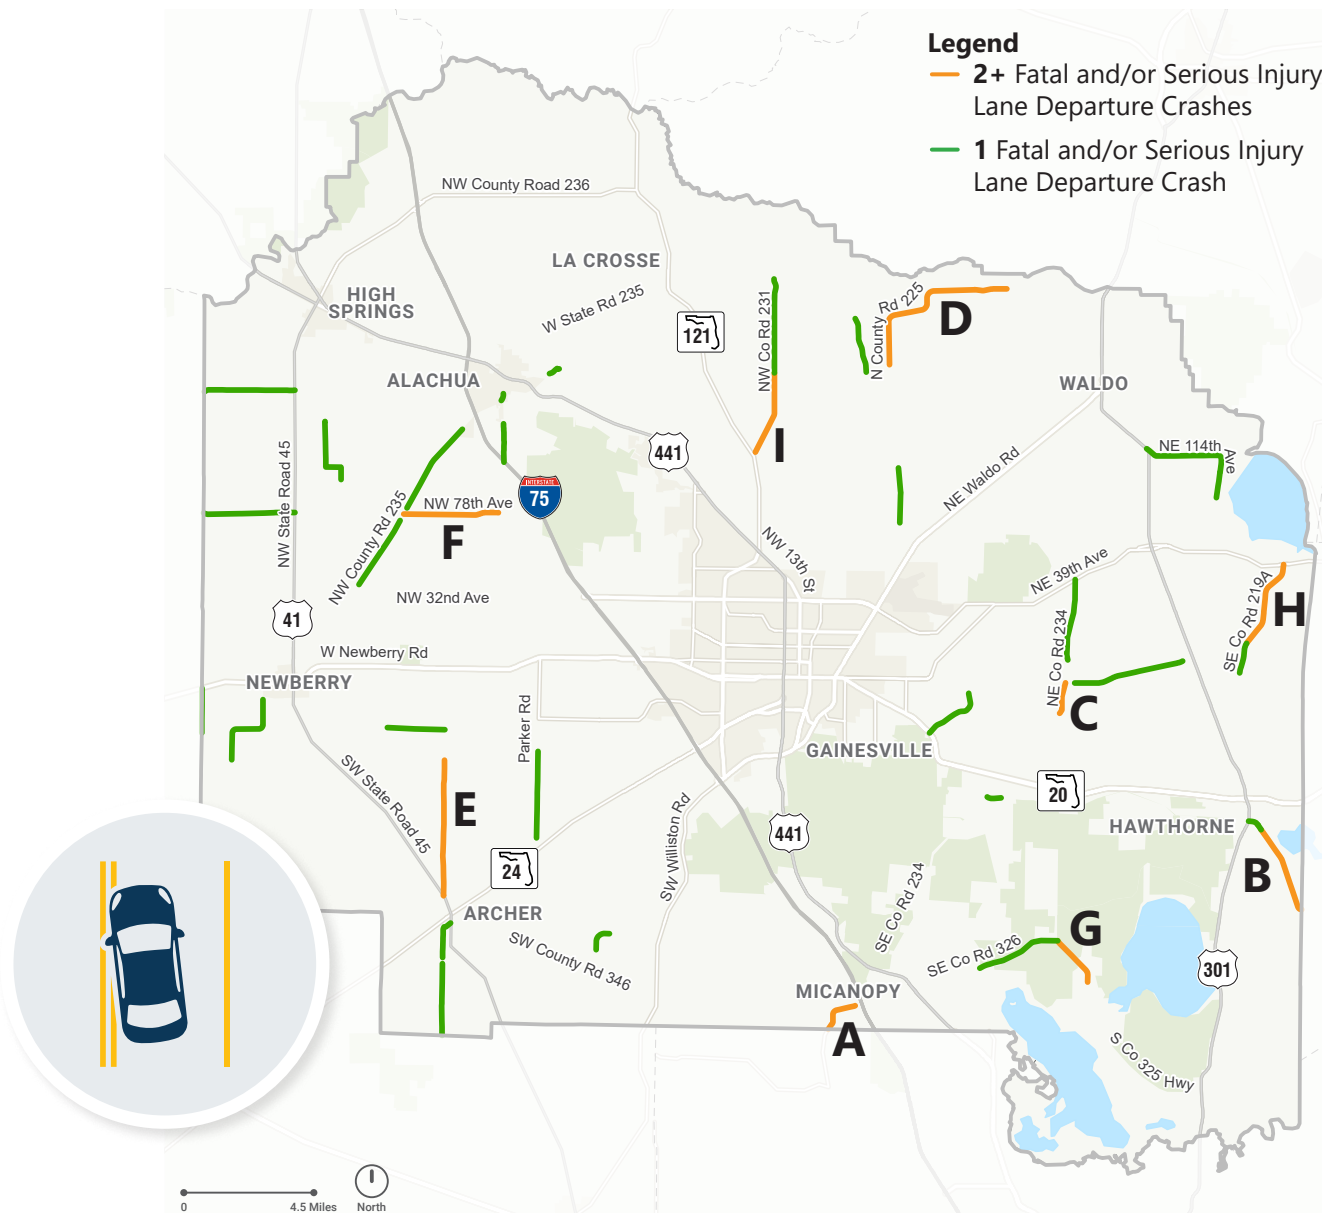 Legend
2+ Fatal and/or Serious Injury
Lane Departure Crashes
1 Fatal and/or Serious Injury
Lane Departure Crash
NW County Road 236
LA CROSSE
W State Rd 235
HIGH
SPRINGS
121
NW Co Rd 231
N County Rd 225
D
ALACHUA
WALDO
441
I
NE 114th Ave
NW State Road 45
NW County Rd 235
NW 78th Ave
INTERSTATE
75
F
NE Waldo Rd
NW 13th St
NE 39th Ave
NW 32nd Ave
41
SE Co Rd 219A
H
NE Co Rd 234
C
W Newberry Rd
NEWBERRY
Parker Rd
GAINESVILLE
SW State Road 45
E
20
HAWTHORNE
441
24
SW Williston Rd
B
SE Co Rd 234
ARCHER
SW County Rd 346
SE Co Rd 326
G
301
MICANOPY
A
S Co 325 Hwy
0
4.5 Miles
North